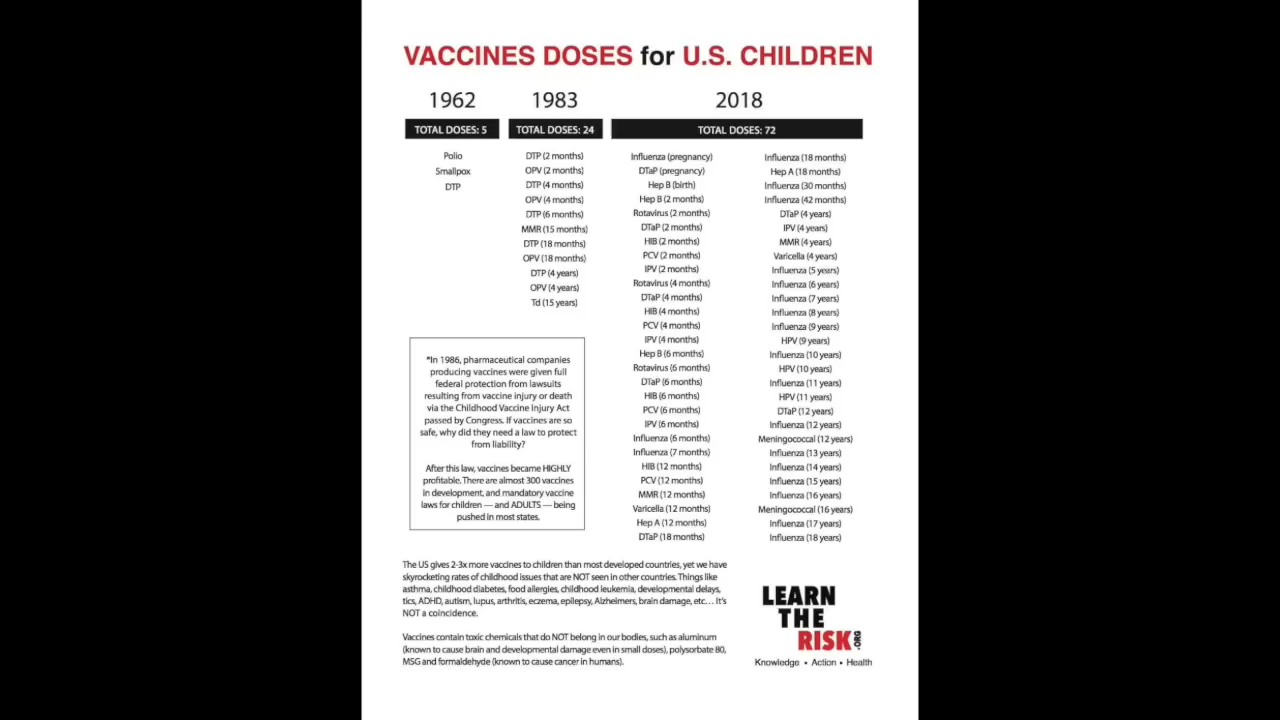 VACCINES DOSES for U.S. CHILDREN
1962
TOTAL DOSES: 5
Polio
Smallpox
DTP
1983
TOTAL DOSES: 24
DTP (2 months)
OPV (2 months)
DTP (4 months)
OPV (4 months)
DTP (6 months)
MMR (15 months)
DTP (18 months)
OPV (18 months)
DTP (4 years)
OPV (4 years)
Td (15 years)
2018
TOTAL DOSES: 72
Influenza (pregnancy)
DTaP (pregnancy)
Hep B (birth)
Hep B (2 months)
Rotavirus (2 months)
DTaP (2 months)
HIB (2 months)
PCV (2 months)
IPV (2 months)
Rotavirus (4 months)
DTaP (4 months)
HIB (4 months)
PCV (4 months)
IPV (4 months)
Hep B (6 months)
Rotavirus (6 months)
DTaP (6 months)
HIB (6 months)
PCV (6 months)
IPV (6 months)
Influenza (6 months)
Influenza (7 months)
HIB (12 months)
PCV (12 months)
MMR (12 months)
Varicella (12 months)
Hep A (12 months)
DTaP (18 months)
Influenza (18 months)
Hep A (18 months)
Influenza (30 months)
Influenza (42 months)
DTaP (4 years)
IPV (4 years)
MMR (4 years)
Varicella (4 years)
Influenza (5 years)
Influenza (6 years)
Influenza (7 years)
Influenza (8 years)
Influenza (9 years)
HPV (9 years)
Influenza (10 years)
HPV (10 years)
Influenza (11 years)
HPV (11 years)
DTaP (12 years)
Influenza (12 years)
Meningococcal (12 years)
Influenza (13 years)
Influenza (14 years)
Influenza (15 years)
Influenza (16 years)
Meningococcal (16 years)
Influenza (17 years)
Influenza (18 years)
*In 1986, pharmaceutical companies
producing vaccines were given full
federal protection from lawsuits
resulting from vaccine injury or death
via the Childhood Vaccine Injury Act
passed by Congress. If vaccines are so
safe, why did they need a law to protect
from liability?
After this law, vaccines became HIGHLY
profitable. There are almost 300 vaccines
in development, and mandatory vaccine
laws for children — and ADULTS — being
pushed in most states.
The US gives 2-3x more vaccines to children than most developed countries, yet we have
skyrocketing rates of childhood issues that are NOT seen in other countries. Things like
asthma, childhood diabetes, food allergies, childhood leukemia, developmental delays,
tics, ADHD, autism, lupus, arthritis, eczema, epilepsy, Alzheimers, brain damage, etc... It's
NOT a coincidence.
Vaccines contain toxic chemicals that do NOT belong in our bodies, such as aluminum
(known to cause brain and developmental damage even in small doses), polysorbate 80,
MSG and formaldehyde (known to cause cancer in humans).
LEARN
THE
RISK.ORG
Knowledge • Action • Health